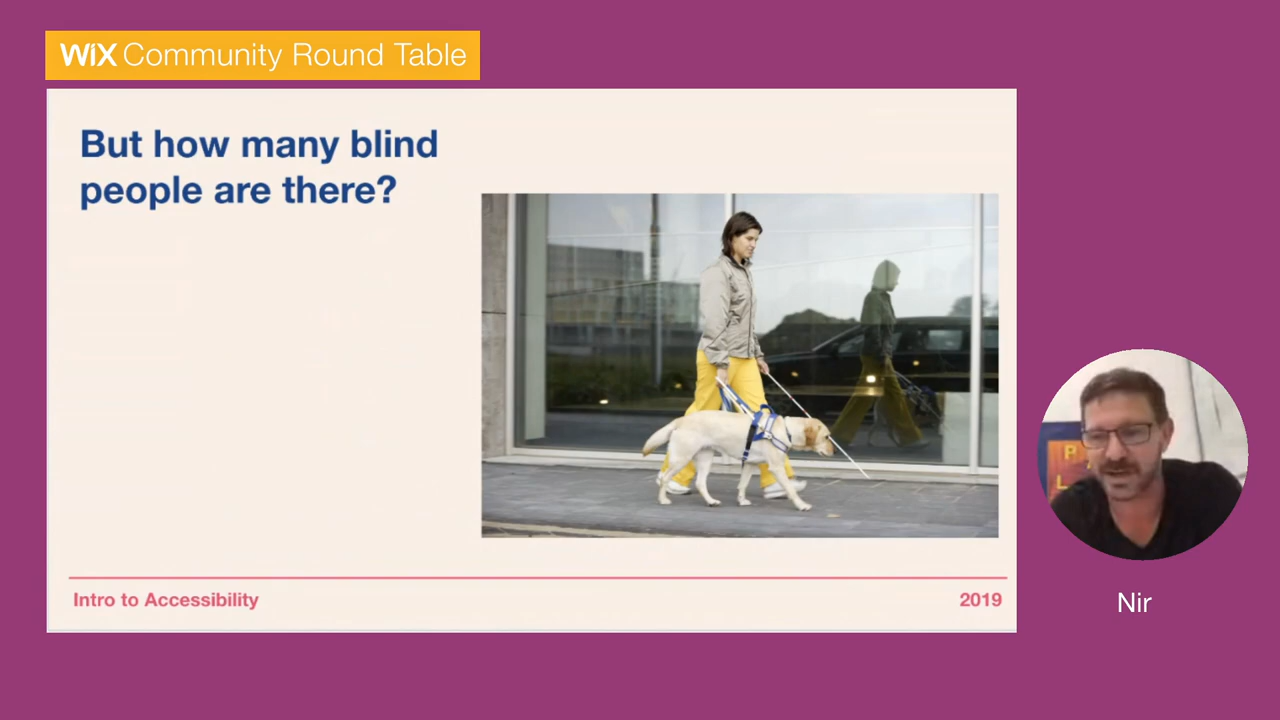 WiX Community Round Table
But how many blind
people are there?
Intro to Accessibility
2019
Nir